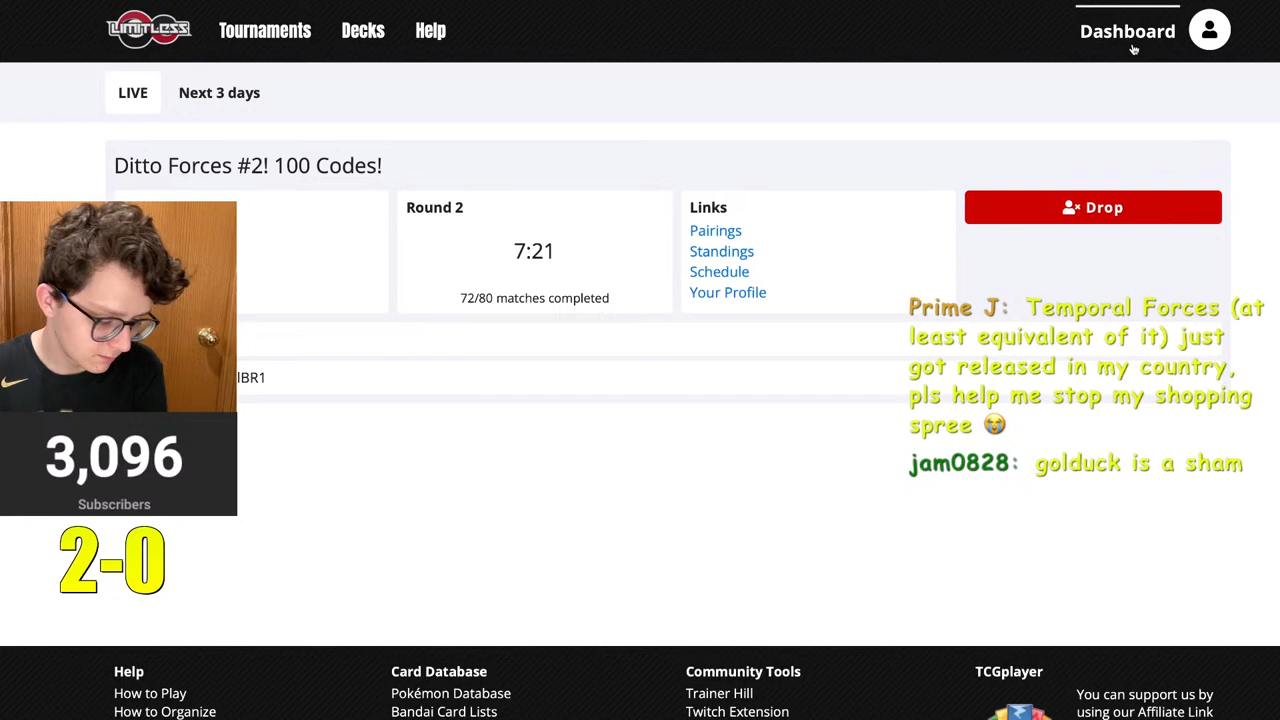 LIMITLESS
Tournaments
Decks
Help
Dashboard
LIVE
Next 3 days
Ditto Forces #2! 100 Codes!
Round 2
7:21
72/80 matches completed
Links
Pairings
Standings
Schedule
Your Profile
Drop
Prime J: Temporal Forces (at
least equivalent of it) just
got released in my country,
pls help me stop my shopping
spree 😭
jam0828: golduck is a sham
3,096
Subscribers
2-0
Help
How to Play
How to Organize
Card Database
Pokémon Database
Bandai Card Lists
Community Tools
Trainer Hill
Twitch Extension
TCGplayer
You can support us by
using our Affiliate Link